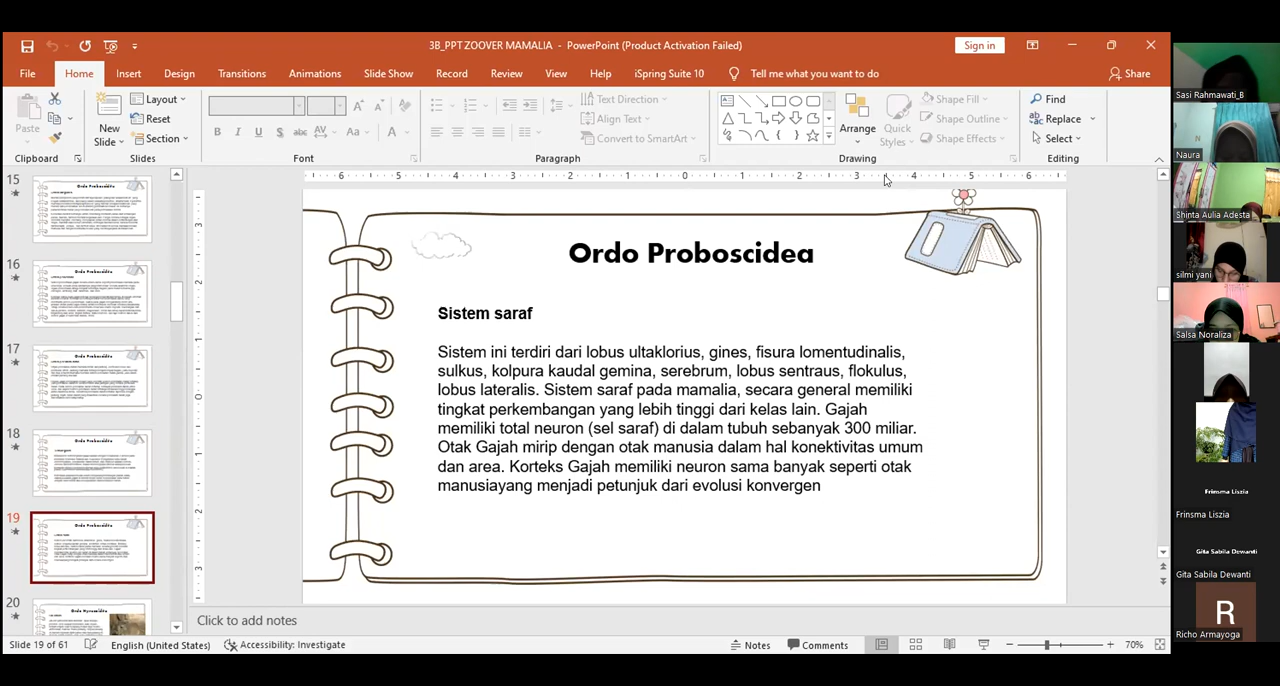 3B_PPT ZOOVER MAMALIA - PowerPoint (Product Activation Failed)
Sign in
File Home Insert Design Transitions Animations Slide Show Record Review View Help iSpring Suite 10 Tell me what you want to do Share
Paste
New Slide
Layout
Reset
Section
Text Direction
Align Text
Convert to SmartArt
Arrange
Quick Styles
Shape Fill
Shape Outline
Shape Effects
Find
Replace
Select
Clipboard Slides Font Paragraph Drawing Editing
15
16
17
18
19
20
Ordo Proboscidea
Sistem saraf
Sistem ini terdiri dari lobus ultaklorius, gines, fisura lomentudinalis,
sulkus, kolpura kaudal gemina, serebrum, lobus sentraus, flokulus,
lobus lateralis. Sistem saraf pada mamalia, secara general memiliki
tingkat perkembangan yang lebih tinggi dari kelas lain. Gajah
memiliki total neuron (sel saraf) di dalam tubuh sebanyak 300 miliar.
Otak Gajah mirip dengan otak manusia dalam hal konektivitas umum
dan area. Korteks Gajah memiliki neuron sama banyak seperti otak
manusiayang menjadi petunjuk dari evolusi konvergen
Click to add notes
Slide 19 of 61 English (United States) Accessibility: Investigate Notes Comments 70%
Sasi Rahmawati_B
Naura
Shinta Aulia Adesta
silmi yani
Salsa Noraliza
Frinsma Liszia
Frinsma Liszia
Gita Sabila Dewanti
Gita Sabila Dewanti
R
Richo Armayoga